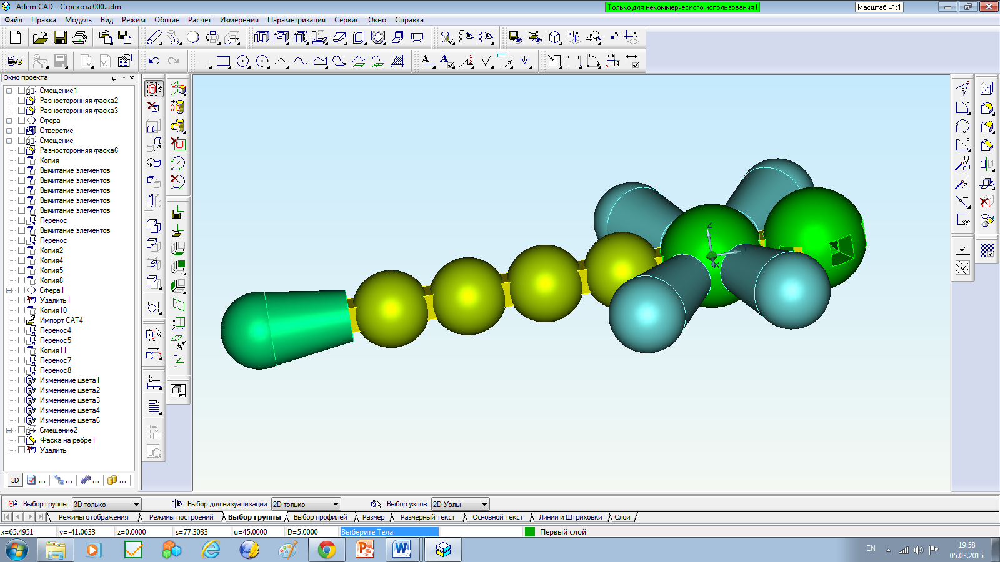 Adem CAD - Стрекоза 000.adm
Только для некоммерческого использования !
Масштаб =1:1
Файл Правка Модуль Вид Режим Общие Расчет Измерения Параметризация Сервис Окно Справка
Окно проекта
Смещение1
Разносторонняя фаска2
Разносторонняя фаска3
Сфера
Отверстие
Смещение
Разносторонняя фаска6
Копия
Вычитание элементов
Вычитание элементов
Вычитание элементов
Вычитание элементов
Вычитание элементов
Перенос
Вычитание элементов
Перенос
Копия2
Копия4
Копия5
Копия8
Сфера1
Удалить1
Копия10
Импорт CAT4
Перенос4
Перенос5
Копия11
Перенос7
Перенос8
Изменение цвета1
Изменение цвета2
Изменение цвета3
Изменение цвета4
Изменение цвета6
Смещение2
Фаска на ребре1
Удалить
Z
X
3D ... ... ... ...
Выбор группы 3D только Выбор для визуализации 2D только Выбор узлов 2D Узлы
Режимы отображения Режимы построений Выбор группы Выбор профилей Размер Размерный текст Основной текст Линии и Штриховки Слои
x=65.4951 y=-41.0633 z=0.0000 s=77.3033 u=45.0000 D=5.0000 Выберите Тела Первый слой
EN
19:58
05.03.2015